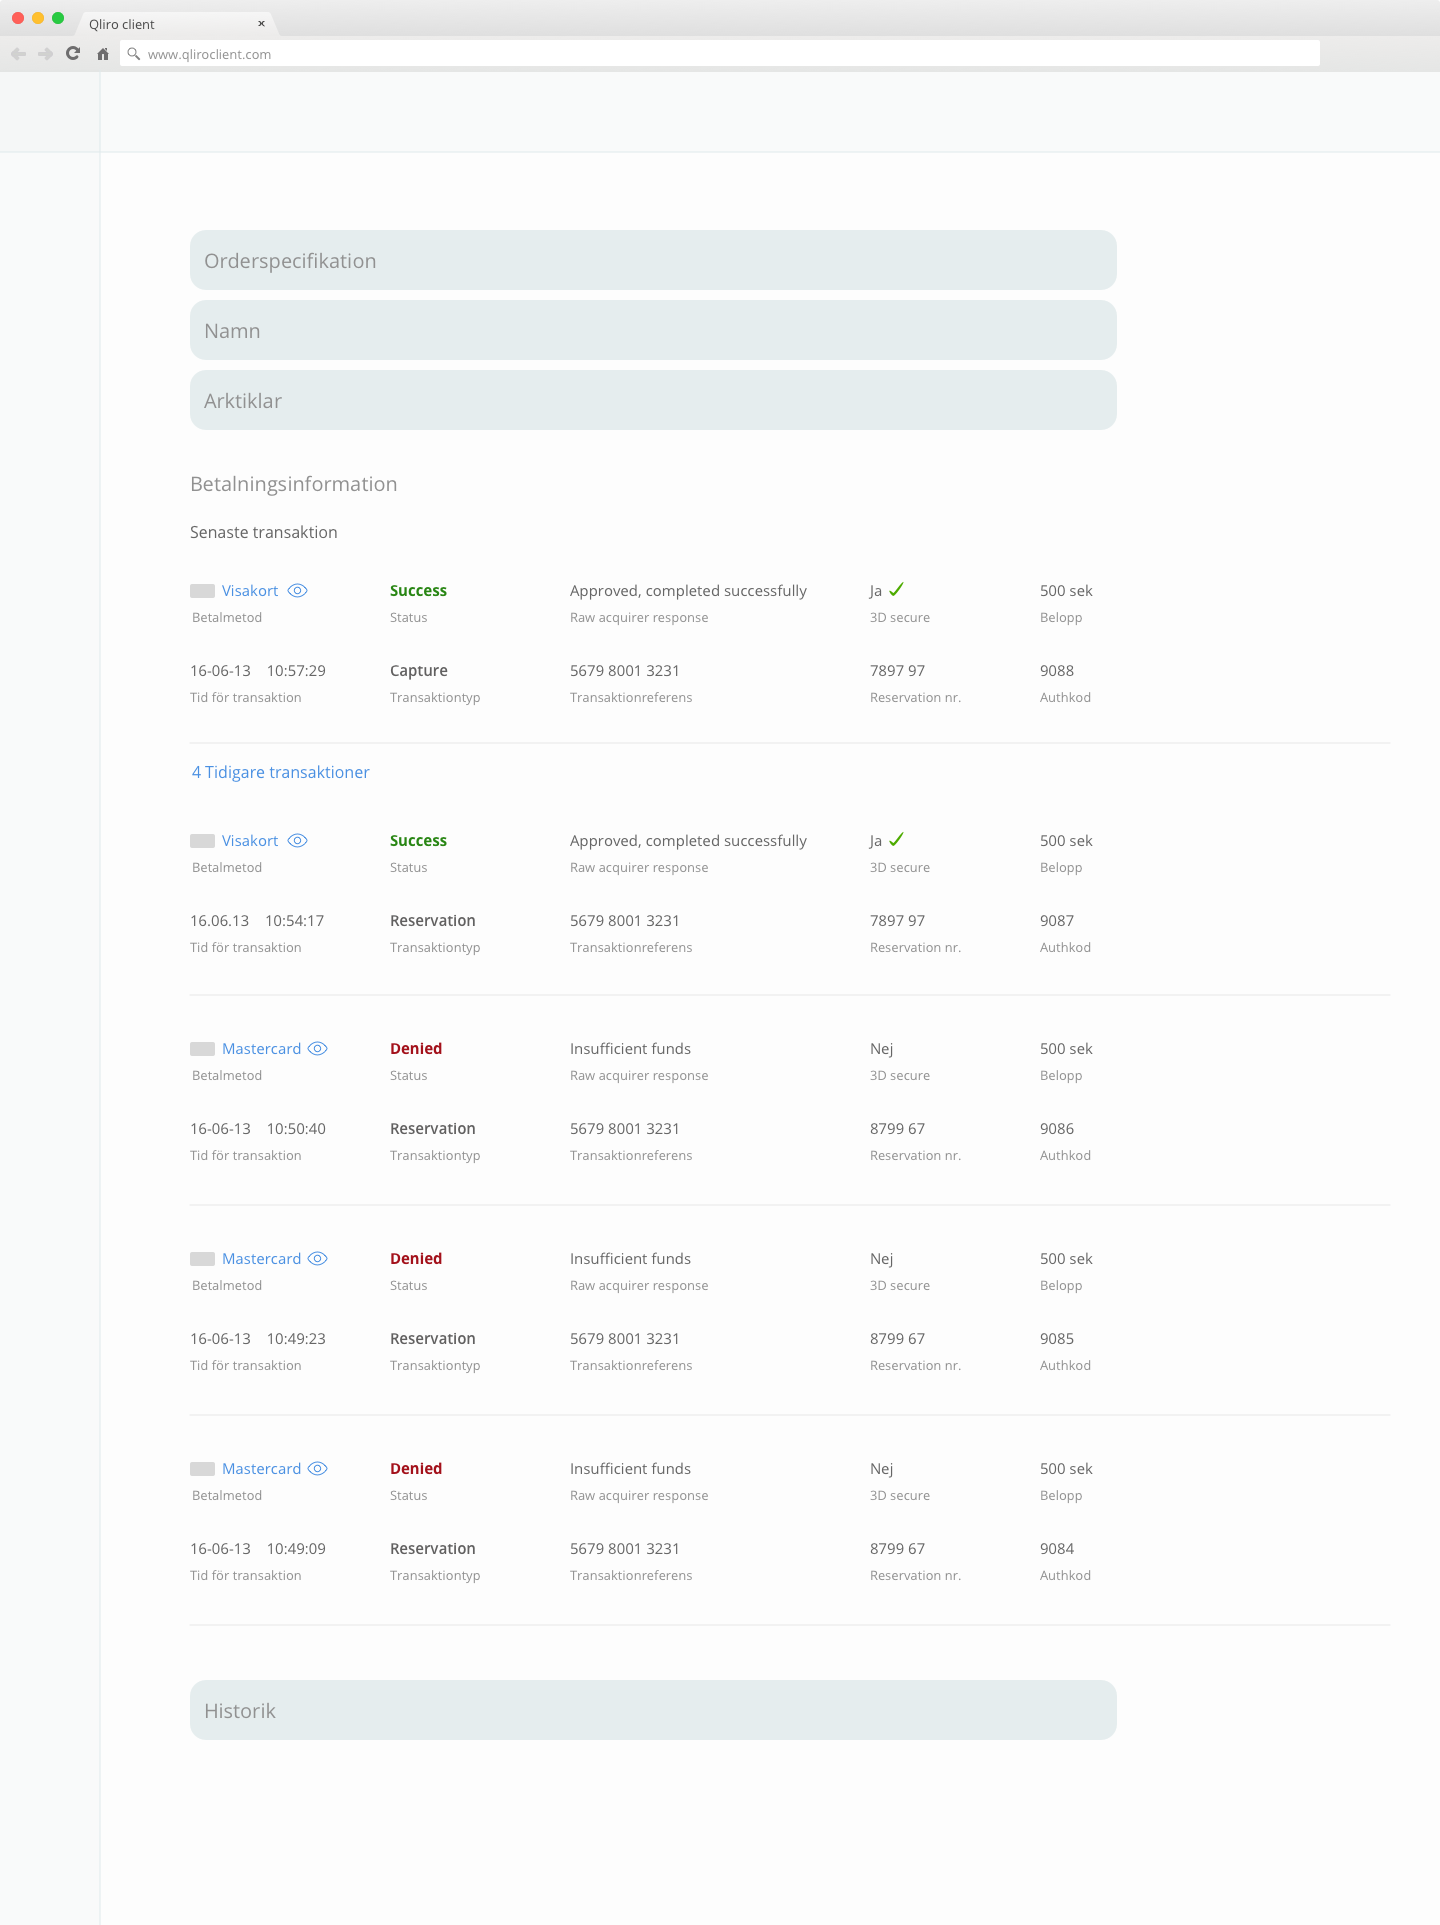 Qliro client
www.qliroclient.com
Orderspecifikation
Namn
Arktiklar
Betalningsinformation
Senaste transaktion
Visakort Success Approved, completed successfully Ja 500 sek
Betalmetod Status Raw acquirer response 3D secure Belopp
16-06-13 10:57:29 Capture 5679 8001 3231 7897 97 9088
Tid för transaktion Transaktiontyp Transaktionreferens Reservation nr. Authkod
4 Tidigare transaktioner
Visakort Success Approved, completed successfully Ja 500 sek
Betalmetod Status Raw acquirer response 3D secure Belopp
16.06.13 10:54:17 Reservation 5679 8001 3231 7897 97 9087
Tid för transaktion Transaktiontyp Transaktionreferens Reservation nr. Authkod
Mastercard Denied Insufficient funds Nej 500 sek
Betalmetod Status Raw acquirer response 3D secure Belopp
16-06-13 10:50:40 Reservation 5679 8001 3231 8799 67 9086
Tid för transaktion Transaktiontyp Transaktionreferens Reservation nr. Authkod
Mastercard Denied Insufficient funds Nej 500 sek
Betalmetod Status Raw acquirer response 3D secure Belopp
16-06-13 10:49:23 Reservation 5679 8001 3231 8799 67 9085
Tid för transaktion Transaktiontyp Transaktionreferens Reservation nr. Authkod
Mastercard Denied Insufficient funds Nej 500 sek
Betalmetod Status Raw acquirer response 3D secure Belopp
16-06-13 10:49:09 Reservation 5679 8001 3231 8799 67 9084
Tid för transaktion Transaktiontyp Transaktionreferens Reservation nr. Authkod
Historik